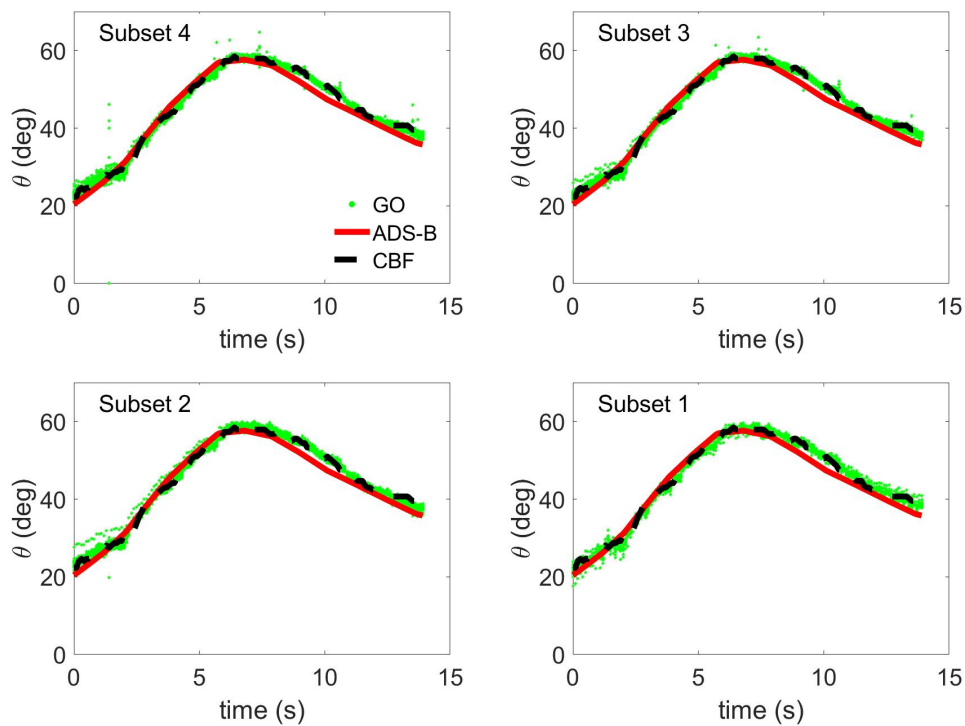 Subset 4
60
40
20
0
θ (deg)
GO
ADS-B
CBF
0 5 10 15
time (s)
Subset 3
60
40
20
0
θ (deg)
0 5 10 15
time (s)
Subset 2
60
40
20
0
θ (deg)
0 5 10 15
time (s)
Subset 1
60
40
20
0
θ (deg)
0 5 10 15
time (s)